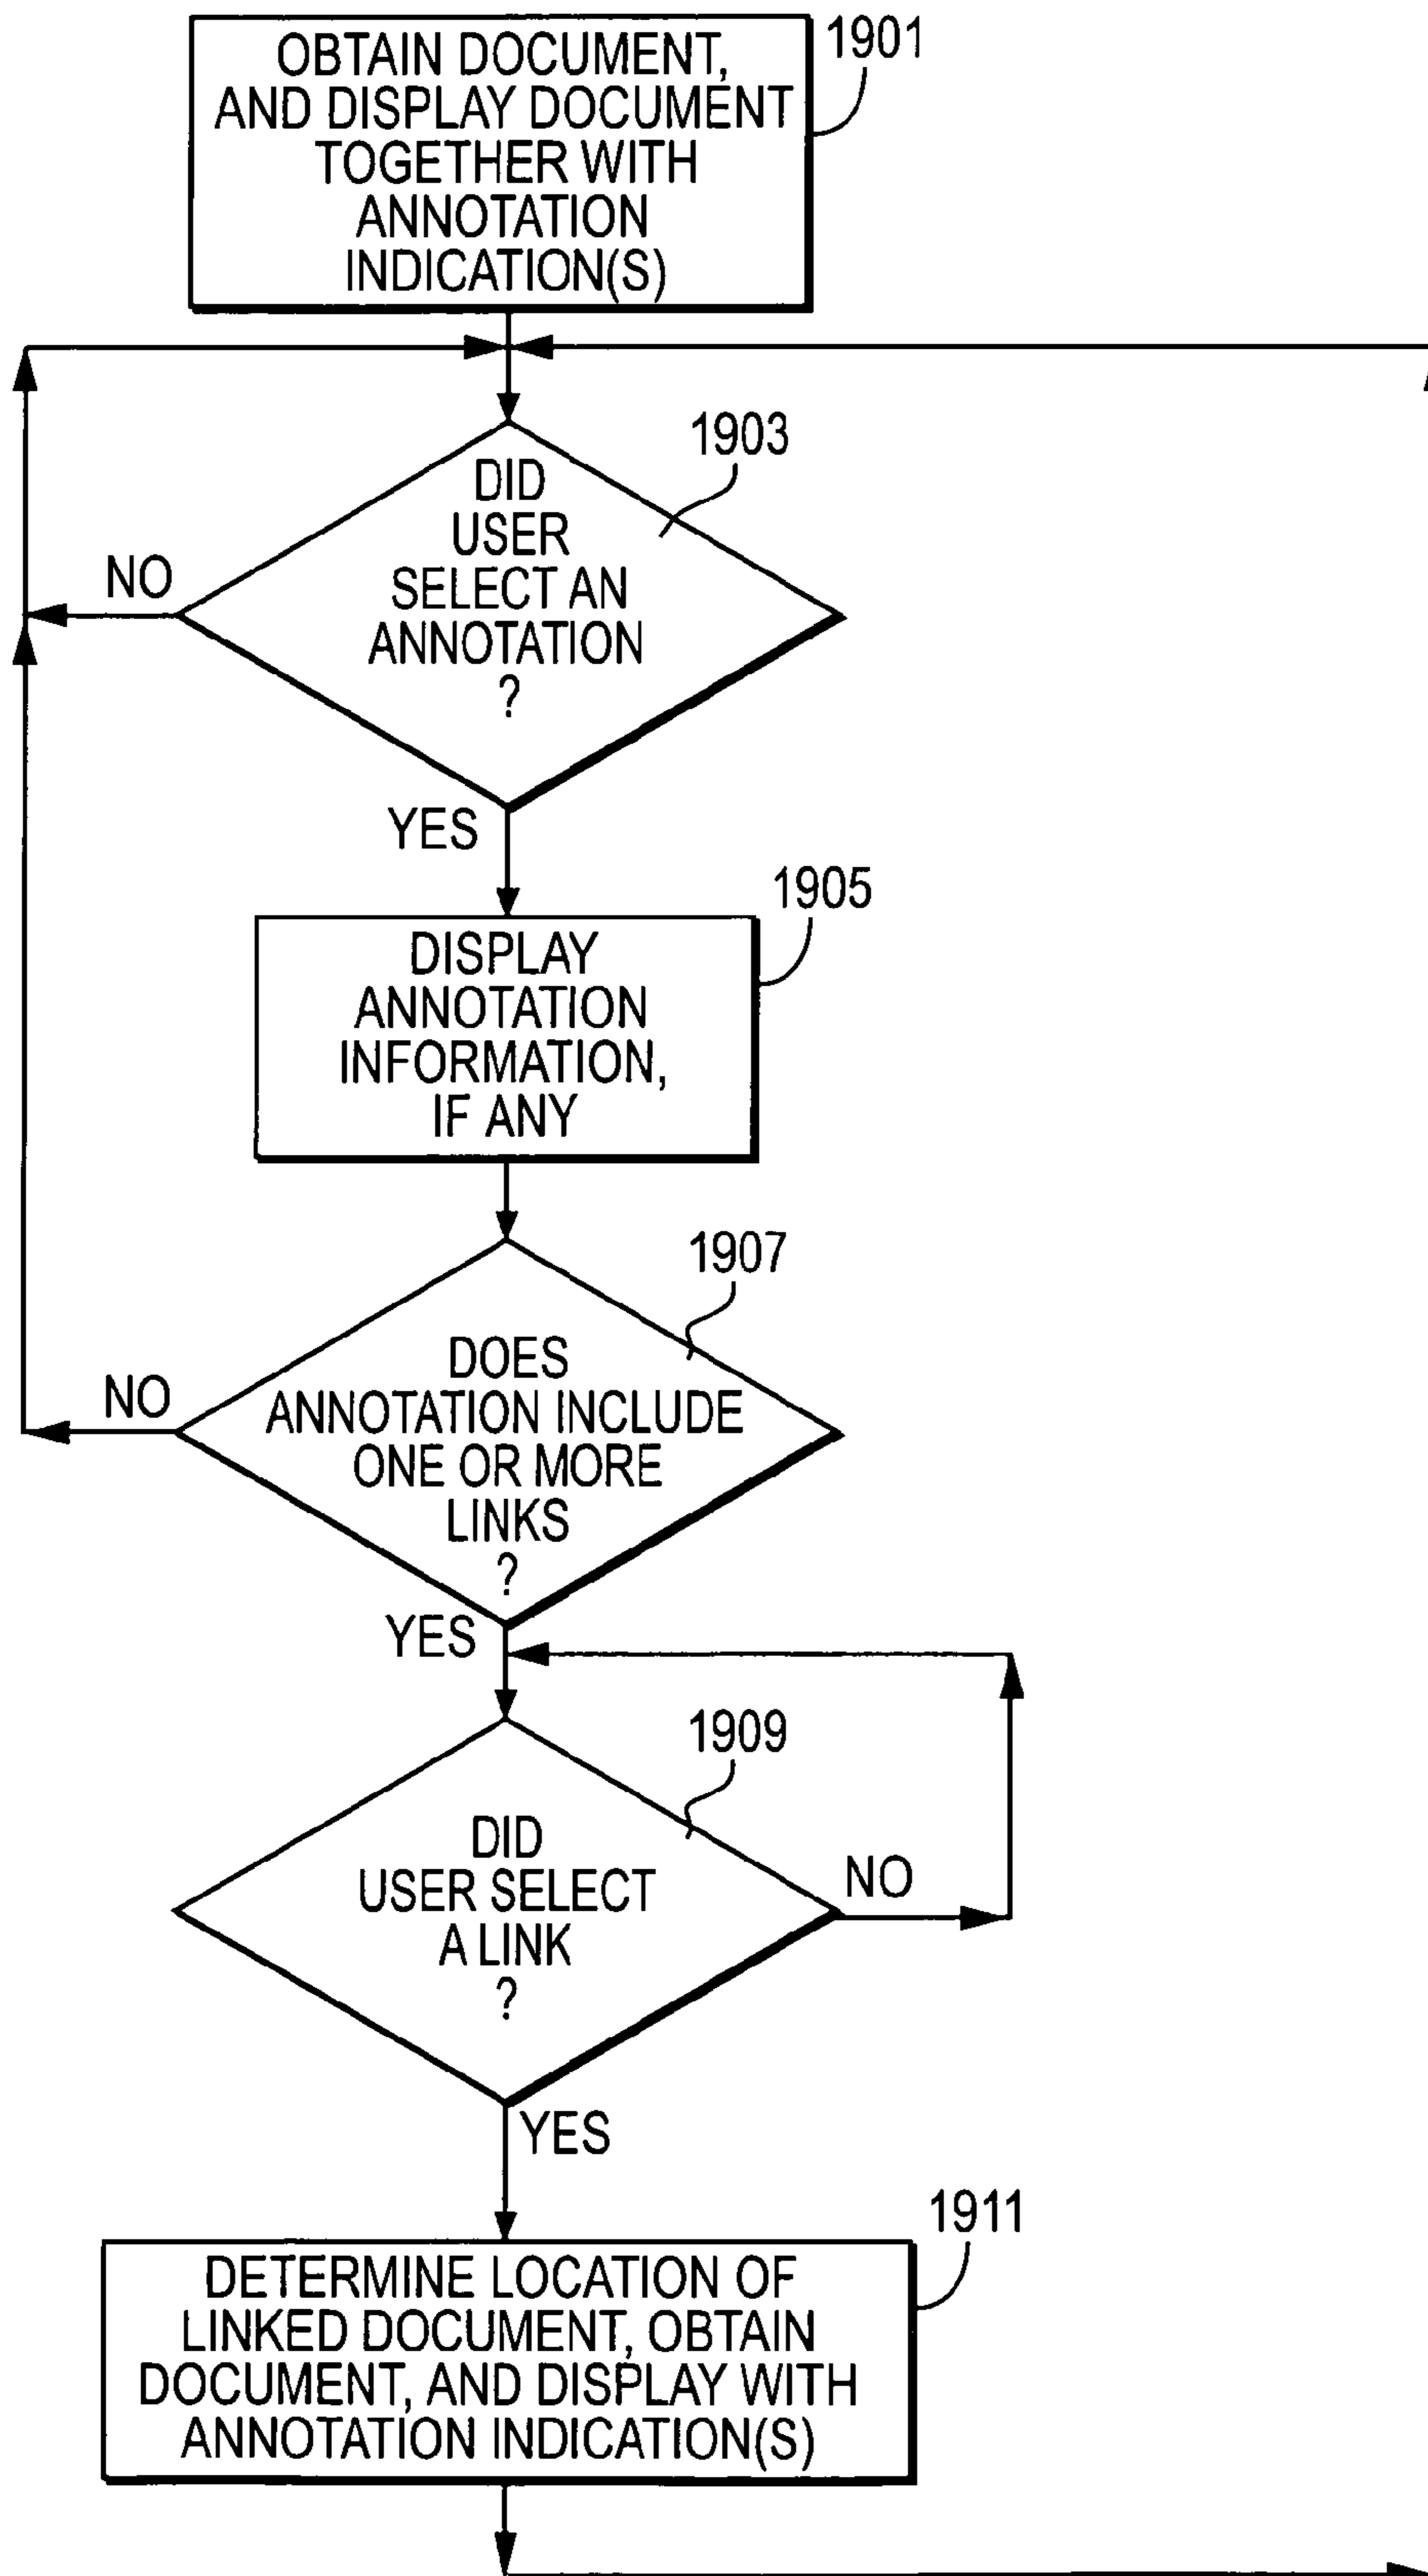 OBTAIN DOCUMENT,
AND DISPLAY DOCUMENT
TOGETHER WITH
ANNOTATION
INDICATION(S)
1901
1903
DID
USER
SELECT AN
ANNOTATION
?
NO
YES
1905
DISPLAY
ANNOTATION
INFORMATION,
IF ANY
1907
DOES
ANNOTATION INCLUDE
ONE OR MORE
LINKS
?
NO
YES
1909
DID
USER SELECT
A LINK
?
NO
YES
1911
DETERMINE LOCATION OF
LINKED DOCUMENT, OBTAIN
DOCUMENT, AND DISPLAY WITH
ANNOTATION INDICATION(S)